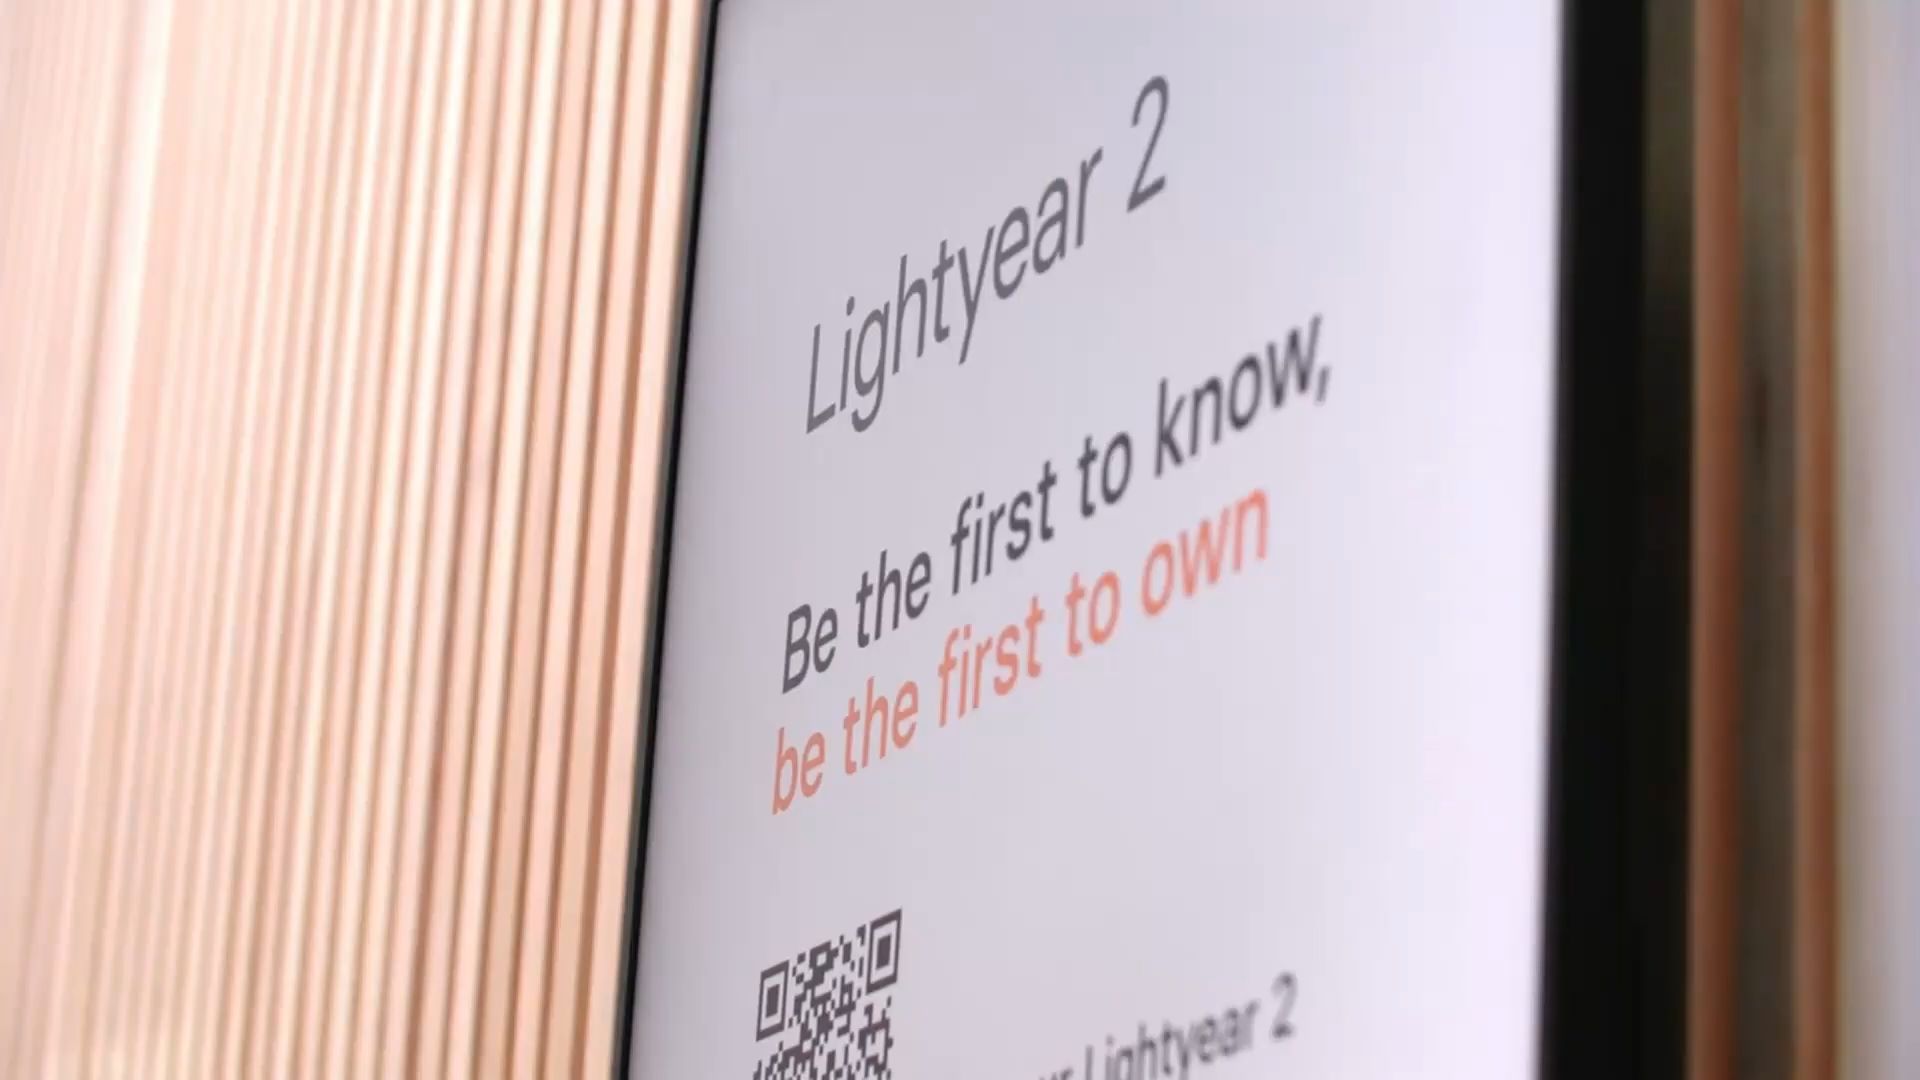 Lightyear 2
Be the first to know,
be the first to own
Lightyear 2